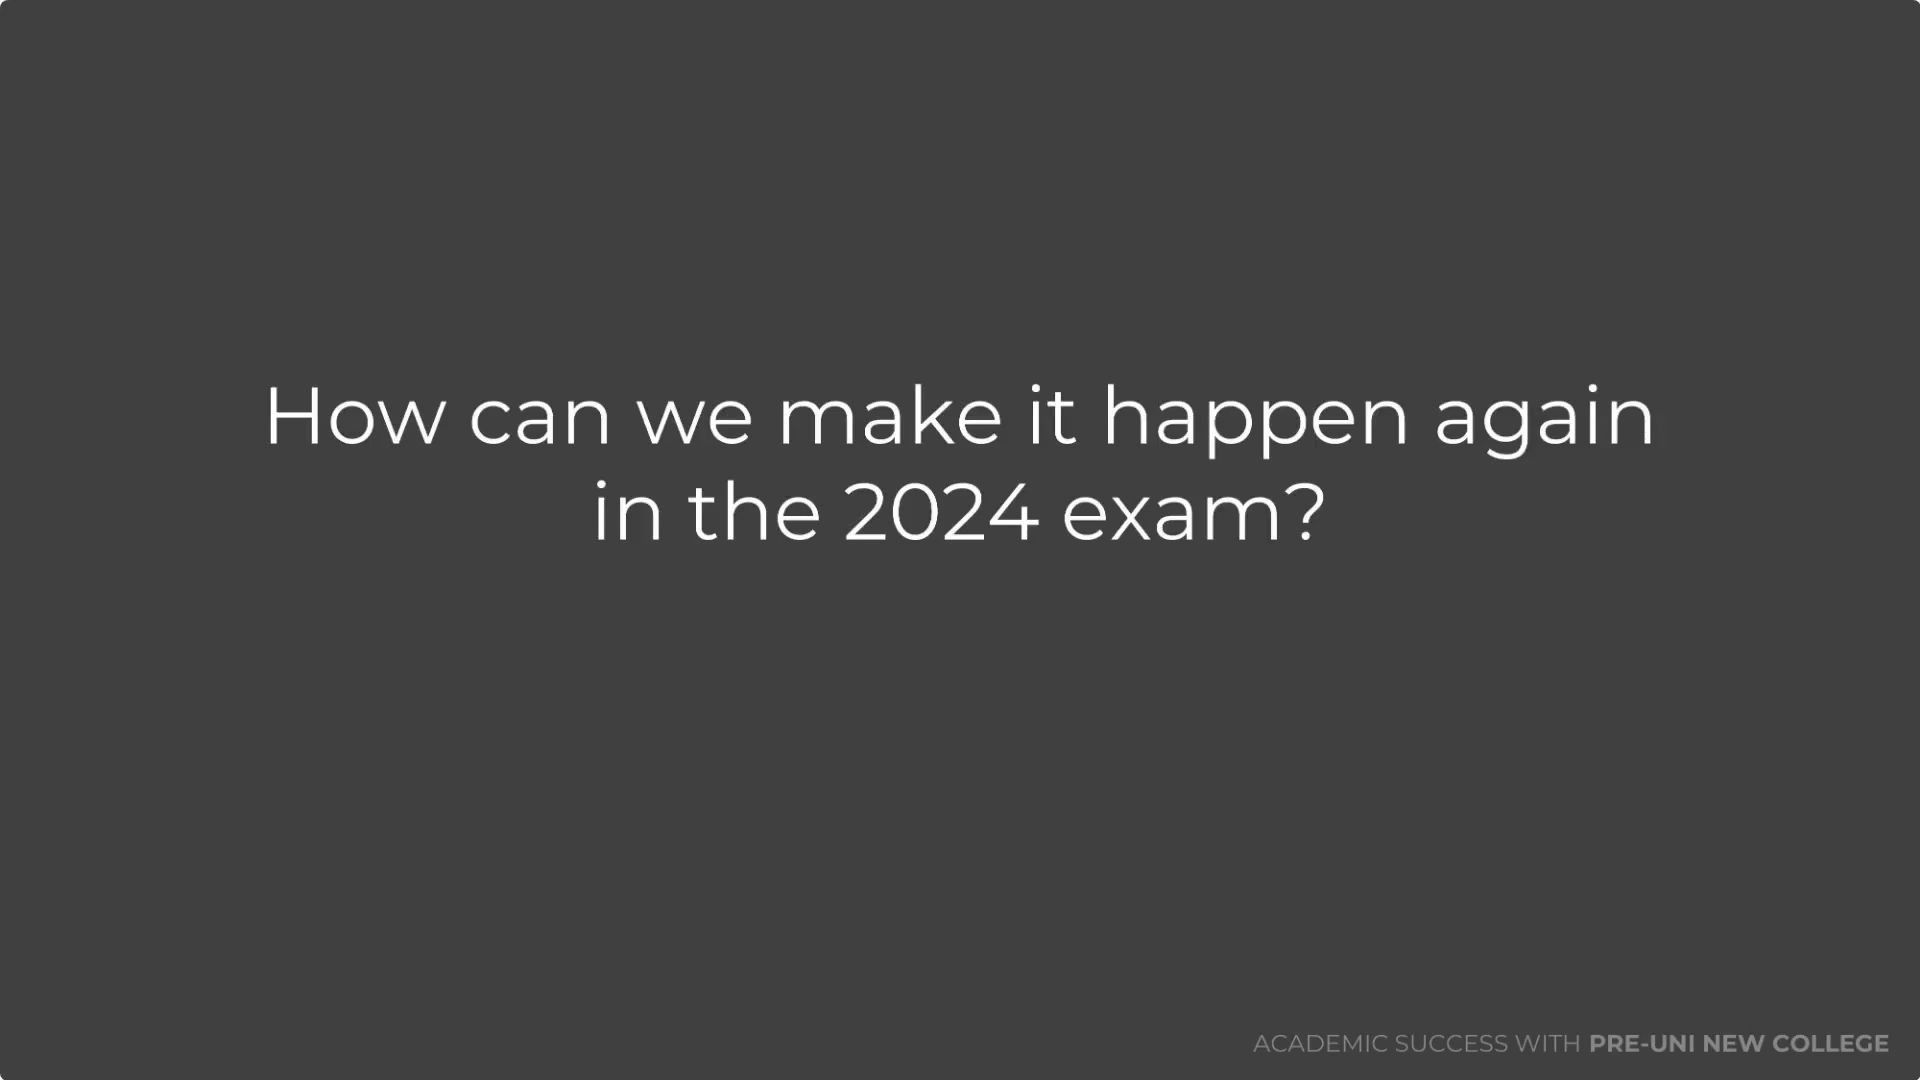 How can we make it happen again
in the 2024 exam?
ACADEMIC SUCCESS WITH PRE-UNI NEW COLLEGE